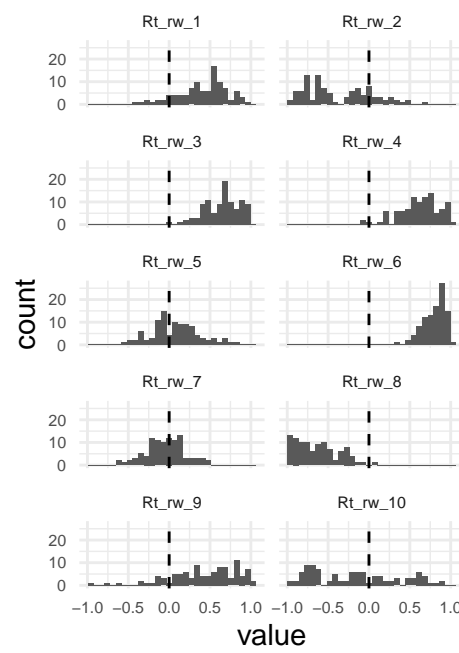 Rt_rw_1 Rt_rw_2
20
10
0
Rt_rw_3 Rt_rw_4
20
10
0
Rt_rw_5 Rt_rw_6
20
10
0
Rt_rw_7 Rt_rw_8
20
10
0
Rt_rw_9 Rt_rw_10
20
10
0
count
−1.0 −0.5 0.0 0.5 1.0 −1.0 −0.5 0.0 0.5 1.0
value